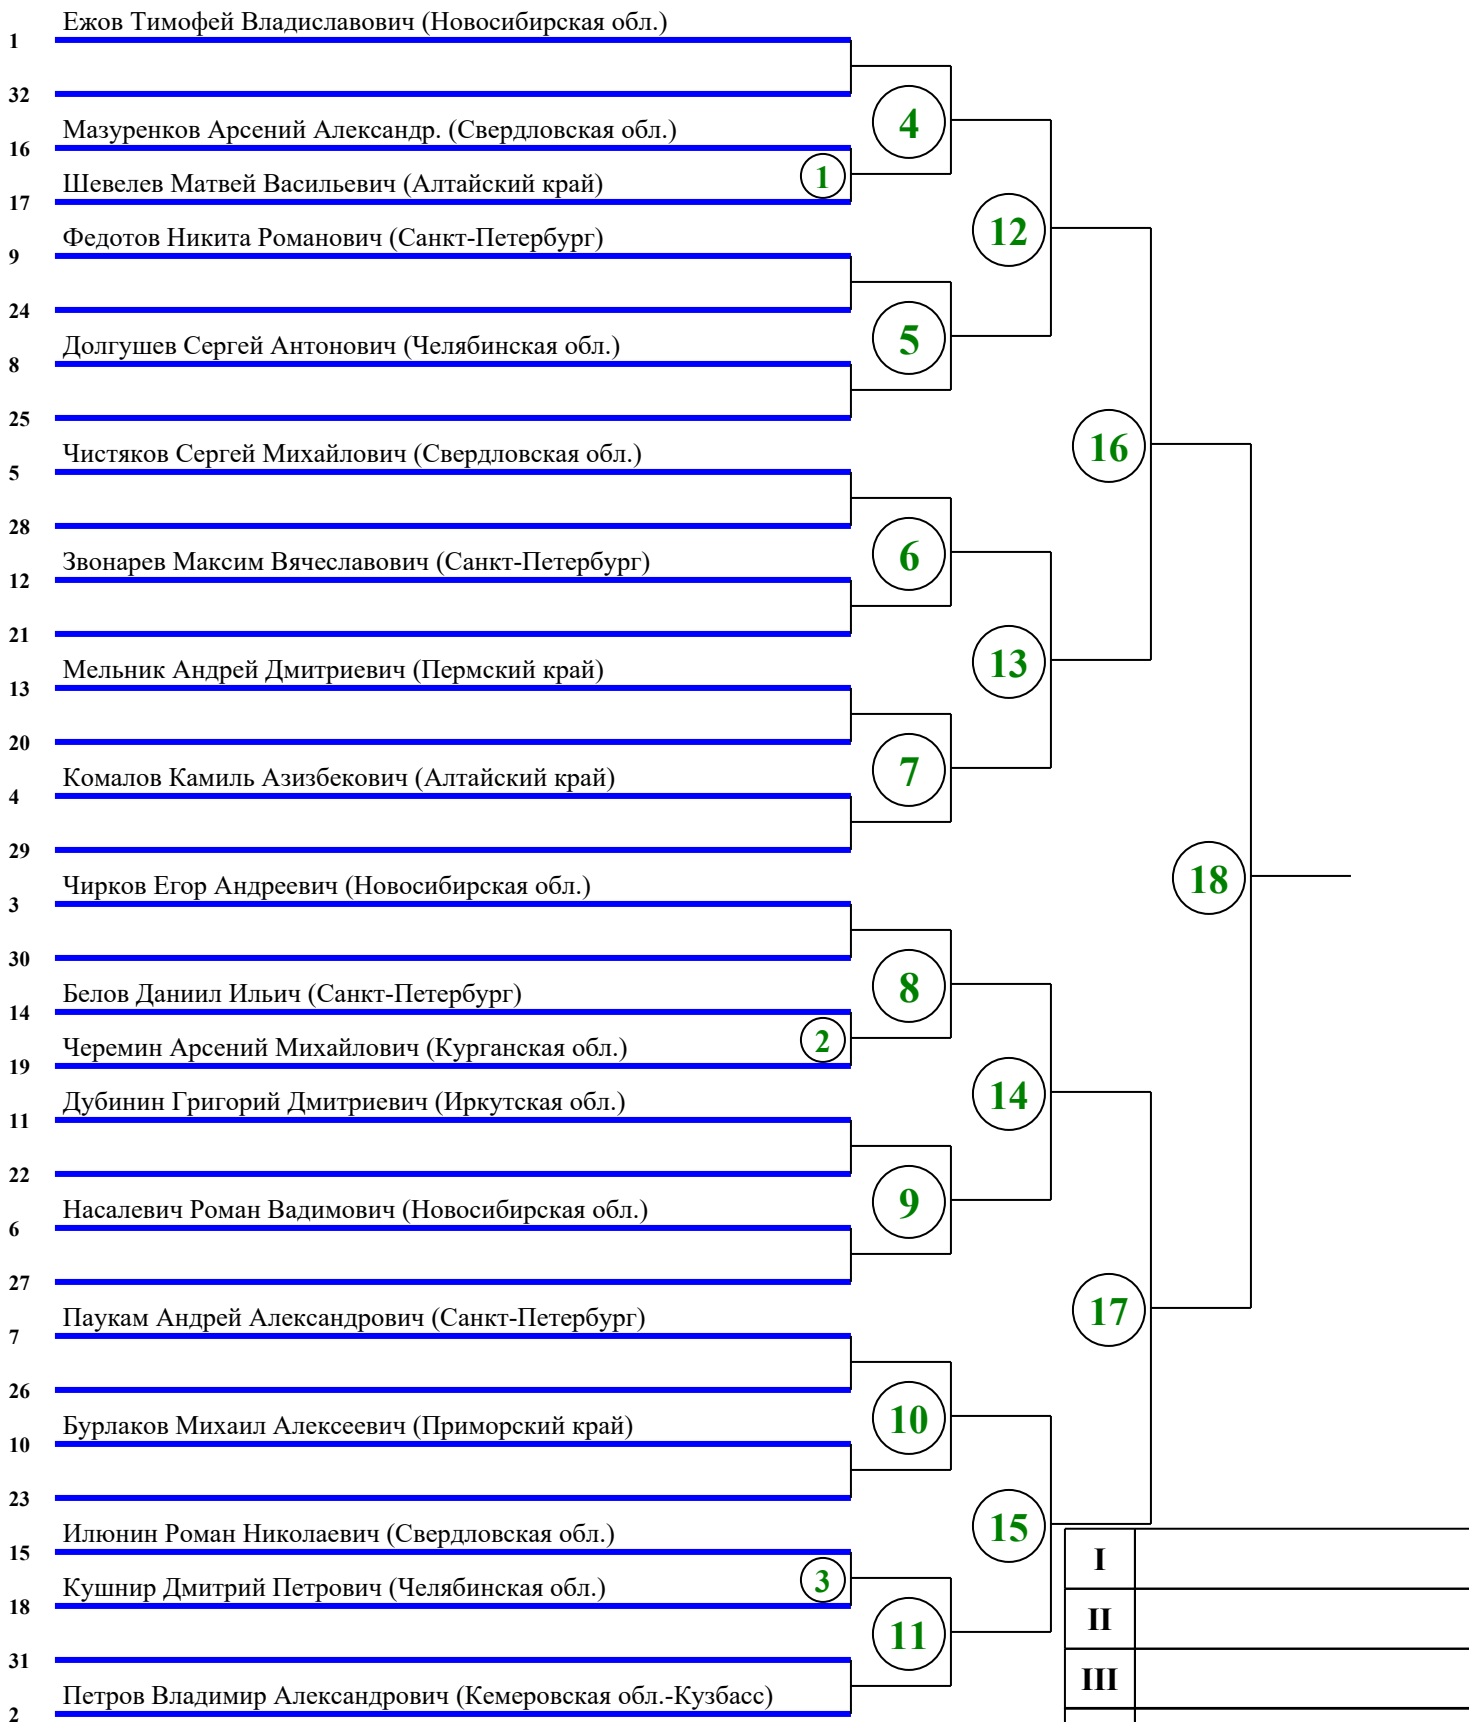 Ежов Тимофей Владиславович (Новосибирская обл.)
1
32
Мазуренков Арсений Александр. (Свердловская обл.)
16
4
Шевелев Матвей Васильевич (Алтайский край)
1
17
Федотов Никита Романович (Санкт-Петербург)
12
9
24
Долгушев Сергей Антонович (Челябинская обл.)
5
8
25
Чистяков Сергей Михайлович (Свердловская обл.)
16
5
28
Звонарев Максим Вячеславович (Санкт-Петербург)
6
12
21
Мельник Андрей Дмитриевич (Пермский край)
13
13
20
Комалов Камиль Азизбекович (Алтайский край)
7
4
29
Чирков Егор Андреевич (Новосибирская обл.)
18
3
30
Белов Даниил Ильич (Санкт-Петербург)
8
14
Черемин Арсений Михайлович (Курганская обл.)
2
19
Дубинин Григорий Дмитриевич (Иркутская обл.)
14
11
22
Насалевич Роман Вадимович (Новосибирская обл.)
9
6
27
Паукам Андрей Александрович (Санкт-Петербург)
17
7
26
Бурлаков Михаил Алексеевич (Приморский край)
10
10
23
Илюнин Роман Николаевич (Свердловская обл.)
15
15
I
Кушнир Дмитрий Петрович (Челябинская обл.)
3
18
II
11
31
III
Петров Владимир Александрович (Кемеровская обл.-Кузбасс)
2